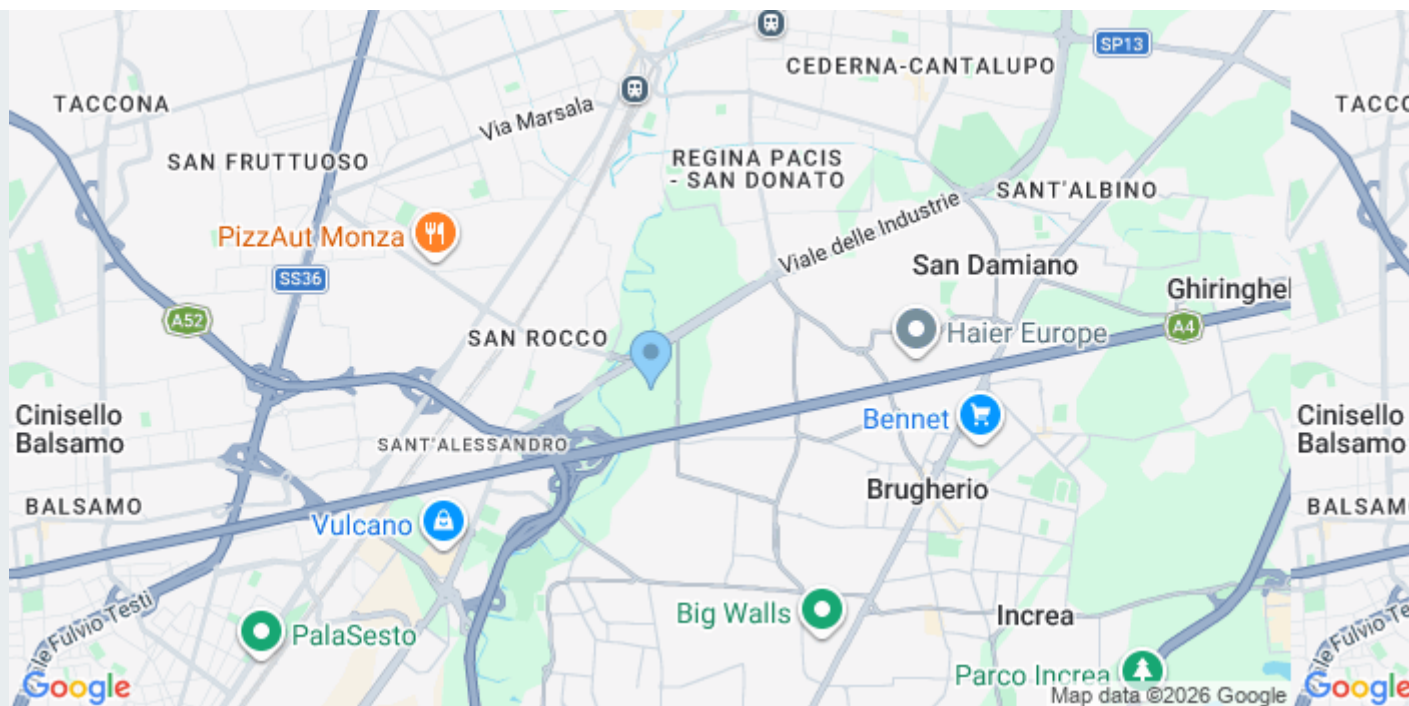 SP13
CEDERNA-CANTALUPO
TACCONA
TACCO
Via Marsala
SAN FRUTTUOSO
REGINA PACIS
- SAN DONATO
SANT'ALBINO
Viale delle Industrie
PizzAut Monza
San Damiano
SS36
Ghiringhel
A52
A4
SAN ROCCO
Haier Europe
Cinisello
Balsamo
Cinisello
Balsamo
Bennet
SANT'ALESSANDRO
Brugherio
BALSAMO
BALSAMO
Vulcano
ale Fulvio Testi
Big Walls
Increa
PalaSesto
Parco Increa
Google
Map data ©2026 Google
Google